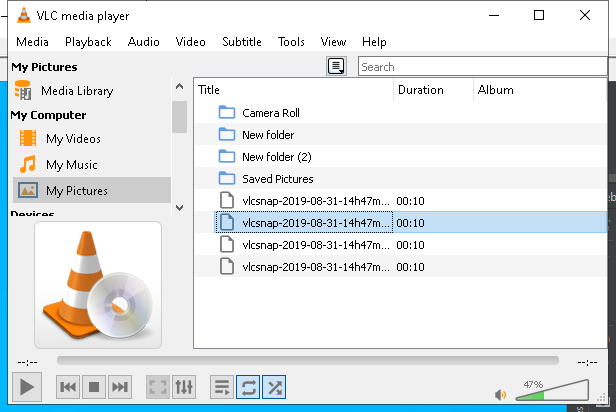 VLC media player
Media Playback Audio Video Subtitle Tools View Help
My Pictures
Search
Media Library
My Computer
My Videos
My Music
My Pictures
Devices
Title Duration Album
Camera Roll
New folder
New folder (2)
Saved Pictures
vlcsnap-2019-08-31-14h47m... 00:10
vlcsnap-2019-08-31-14h47m... 00:10
vlcsnap-2019-08-31-14h47m... 00:10
vlcsnap-2019-08-31-14h47m... 00:10
--:-- --:--
47%